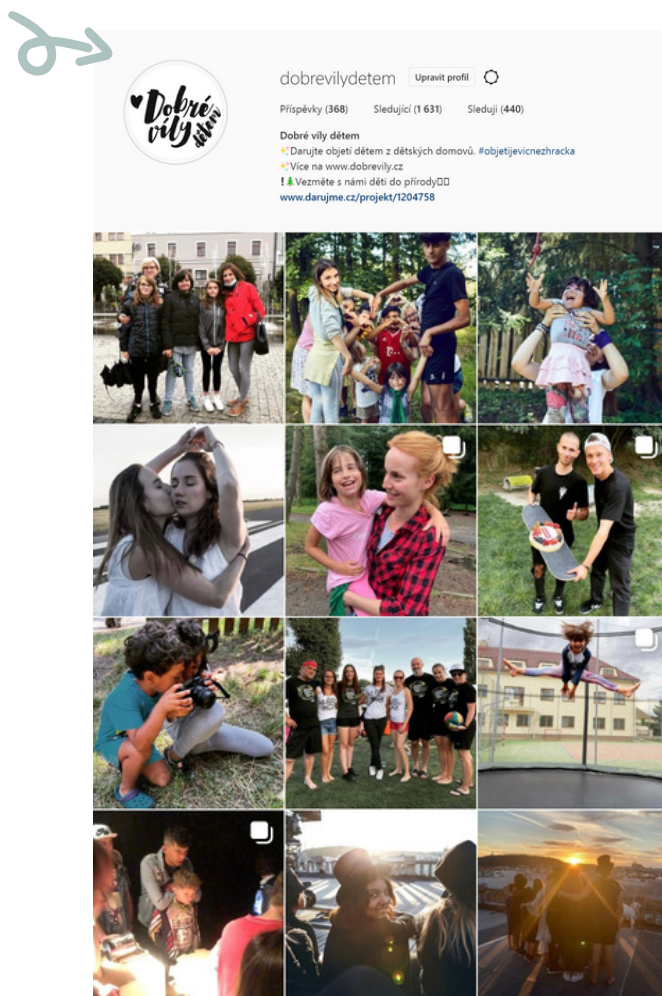 Dobré
víly
dětem
dobrevilydetem Upravit profil
Příspěvky (368) Sledující (1 631) Sleduji (440)
Dobré víly dětem
✨Darujte objetí dětem z dětských domovů. #objetijevicnezhracka
✨Více na www.dobrevily.cz
❗🌲Vezměte s námi děti do přírody▯▯
www.darujme.cz/projekt/1204758